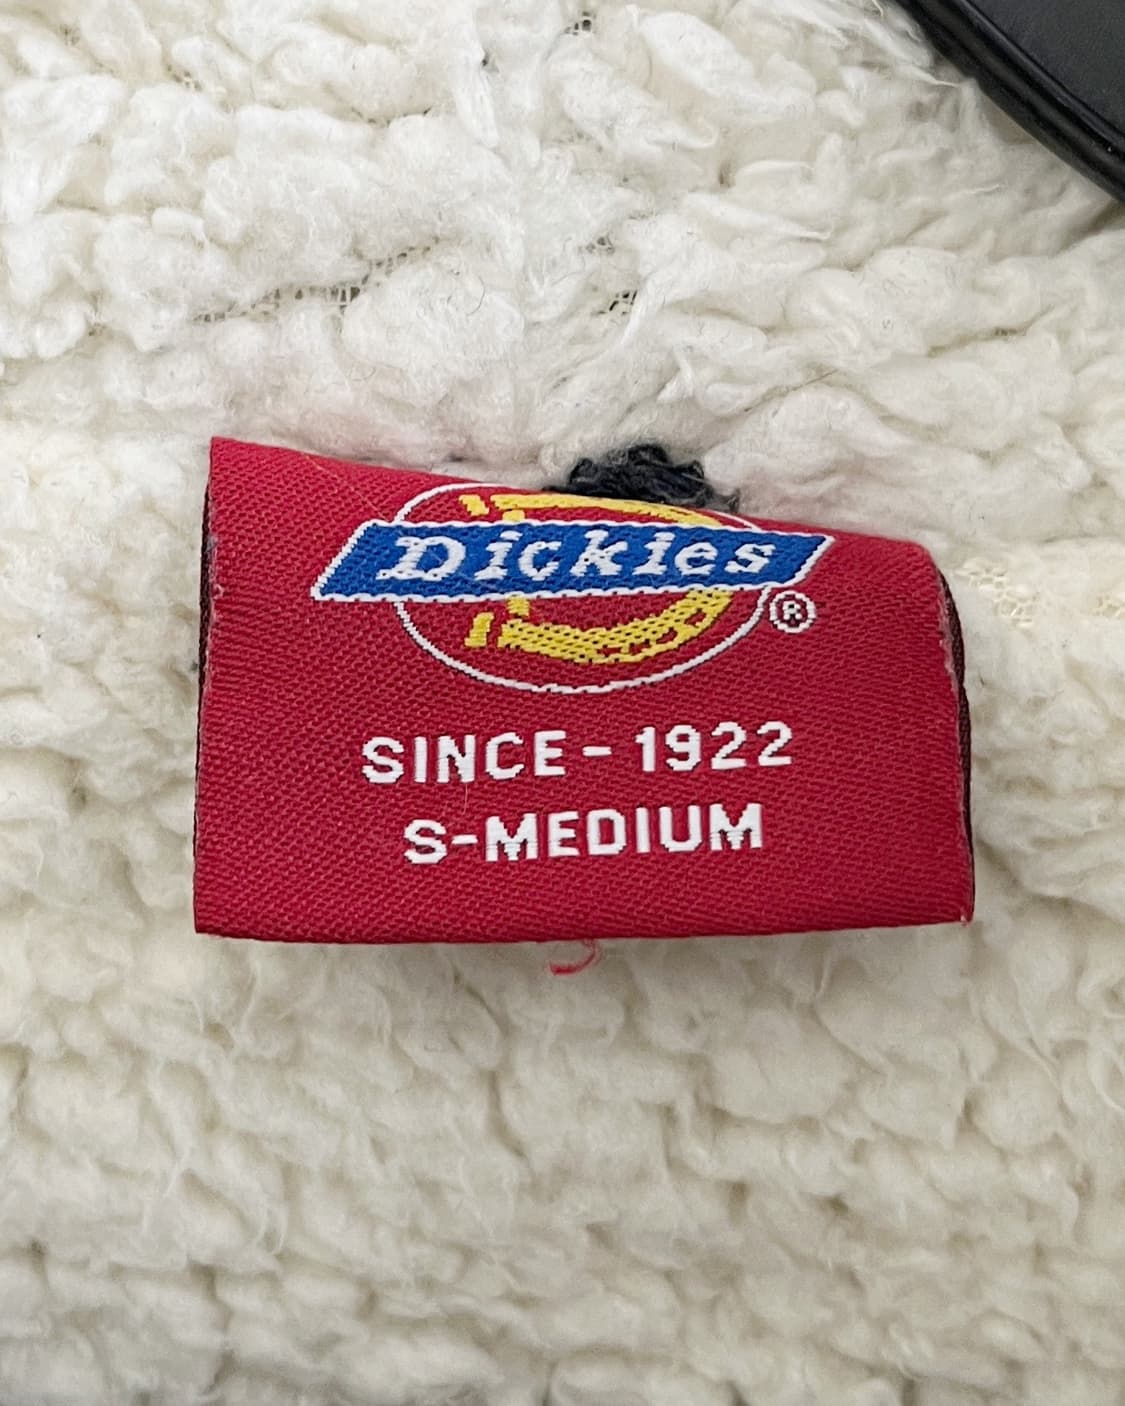 Dickies
®
SINCE - 1922
S-MEDIUM